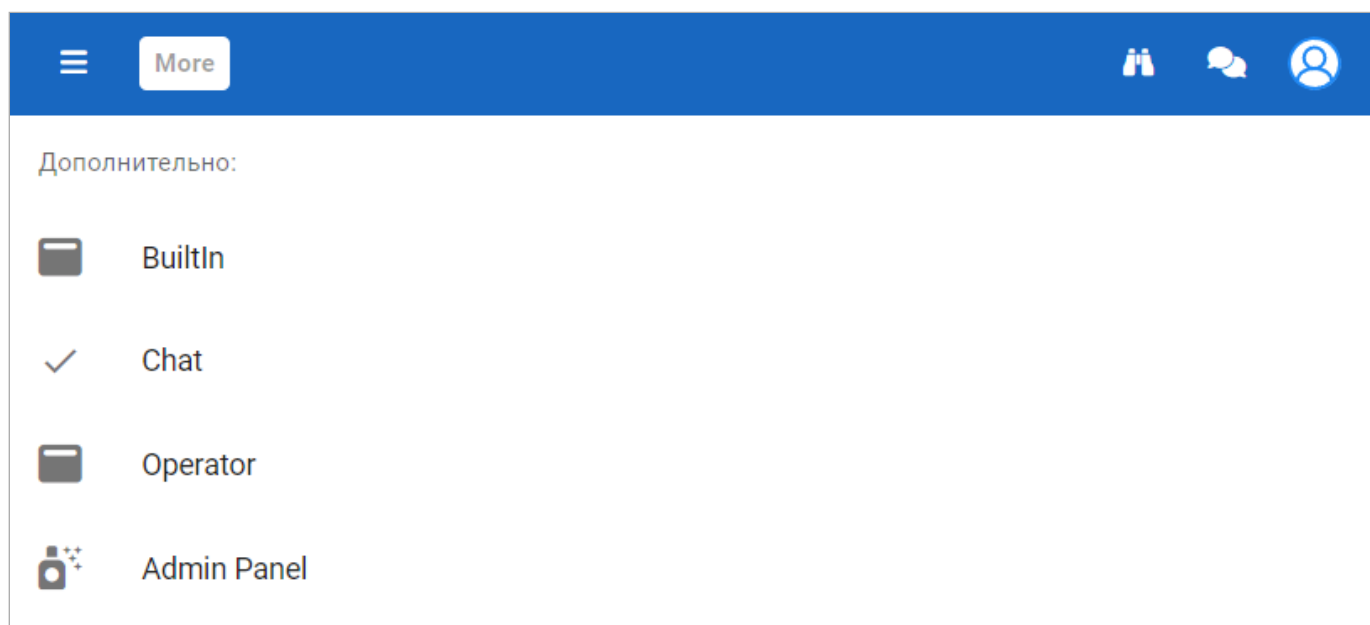 More
Дополнительно:
BuiltIn
Chat
Operator
Admin Panel